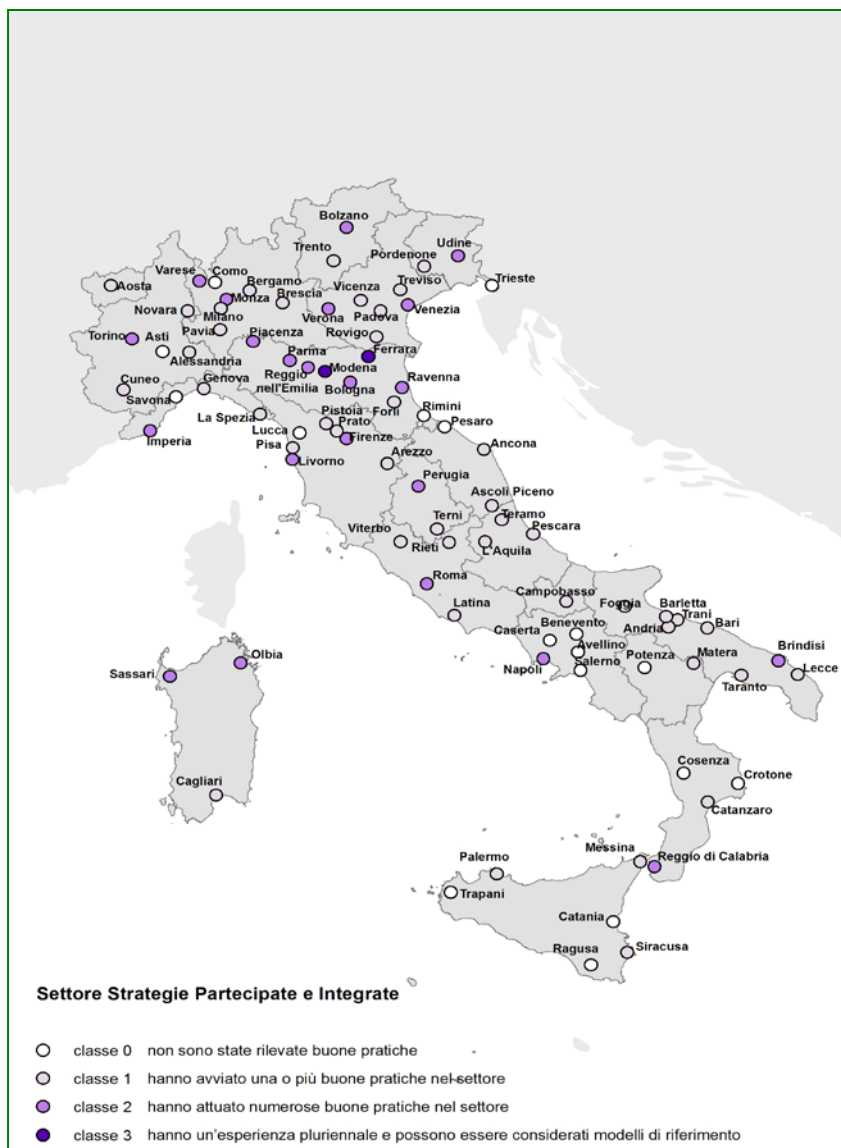 Bolzano
Trento
Udine
Pordenone
Varese
Como
Bergamo
Treviso
Trieste
Aosta
Monza
Brescia
Vicenza
Novara
Milano
Verona
Padova
Venezia
Torino
Asti
Pavia
Piacenza
Rovigo
Alessandria
Parma
Ferrara
Cuneo
Genova
Reggio
nell'Emilia
Modena
Bologna
Ravenna
Savona
La Spezia
Pistoia
Prato
Forlì
Rimini
Pesaro
Imperia
Lucca
Pisa
Firenze
Livorno
Arezzo
Ancona
Perugia
Ascoli Piceno
Teramo
Terni
Pescara
Viterbo
Rieti
L'Aquila
Roma
Latina
Campobasso
Foggia
Barletta
Trani
Andria
Bari
Benevento
Caserta
Avellino
Potenza
Matera
Brindisi
Napoli
Salerno
Taranto
Lecce
Olbia
Sassari
Cagliari
Cosenza
Crotone
Catanzaro
Messina
Reggio di Calabria
Palermo
Trapani
Catania
Ragusa
Siracusa
Settore Strategie Partecipate e Integrate
classe 0 non sono state rilevate buone pratiche
classe 1 hanno avviato una o più buone pratiche nel settore
classe 2 hanno attuato numerose buone pratiche nel settore
classe 3 hanno un'esperienza pluriennale e possono essere considerati modelli di riferimento